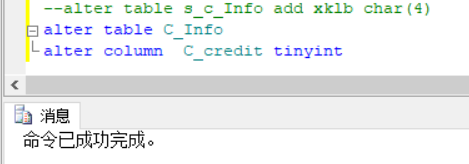 --alter table s_c_Info add xklb char(4)
alter table C_Info
alter column  C_credit tinyint
消息
命令已成功完成。